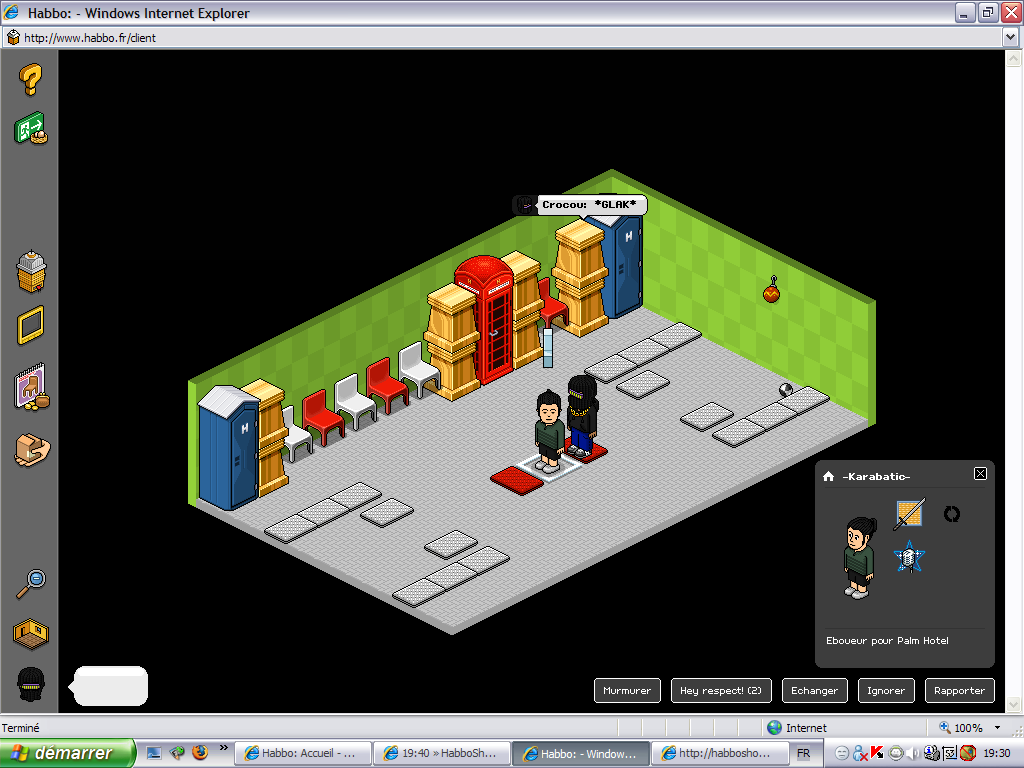 Habbo: - Windows Internet Explorer
http://www.habbo.fr/client
Crocou: *GLAK*
H
H
-Karabatic-
Eboueur pour Palm Hotel
Murmurer
Hey respect! (2)
Echanger
Ignorer
Rapporter
Terminé
Internet
100%
démarrer
»
Habbo: Accueil - ...
19:40 » HabboSh...
Habbo: - Window...
http://habbosho...
FR
19:30